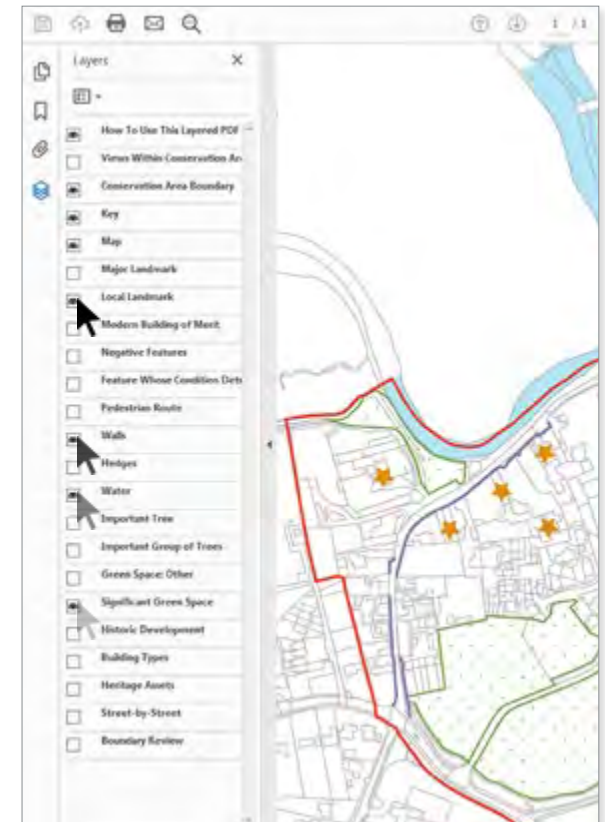 1 / 1
Layers
How To Use This Layered PDF
Views Within Conservation Ar
Conservation Area Boundary
Key
Map
Major Landmark
Local Landmark
Modern Building of Merit
Negative Features
Feature Whose Condition Detr
Pedestrian Route
Walls
Hedges
Water
Important Tree
Important Group of Trees
Green Space: Other
Significant Green Space
Historic Development
Building Types
Heritage Assets
Street-by-Street
Boundary Review